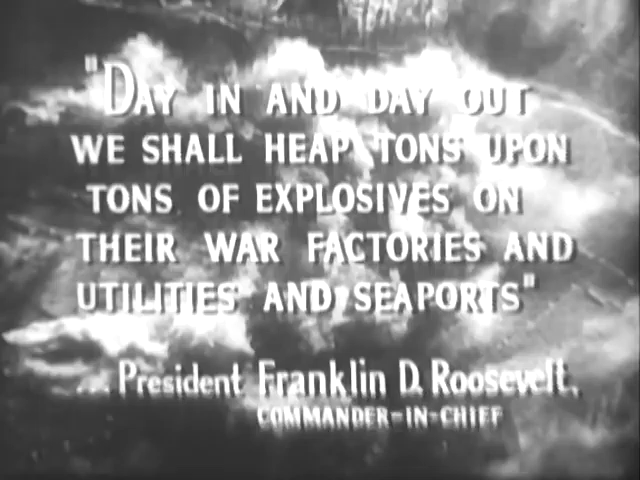 "DAY IN AND DAY OUT
WE SHALL HEAP TONS UPON
TONS OF EXPLOSIVES ON
THEIR WAR FACTORIES AND
UTILITIES AND SEAPORTS"
... President Franklin D. Roosevelt.
COMMANDER-IN-CHIEF